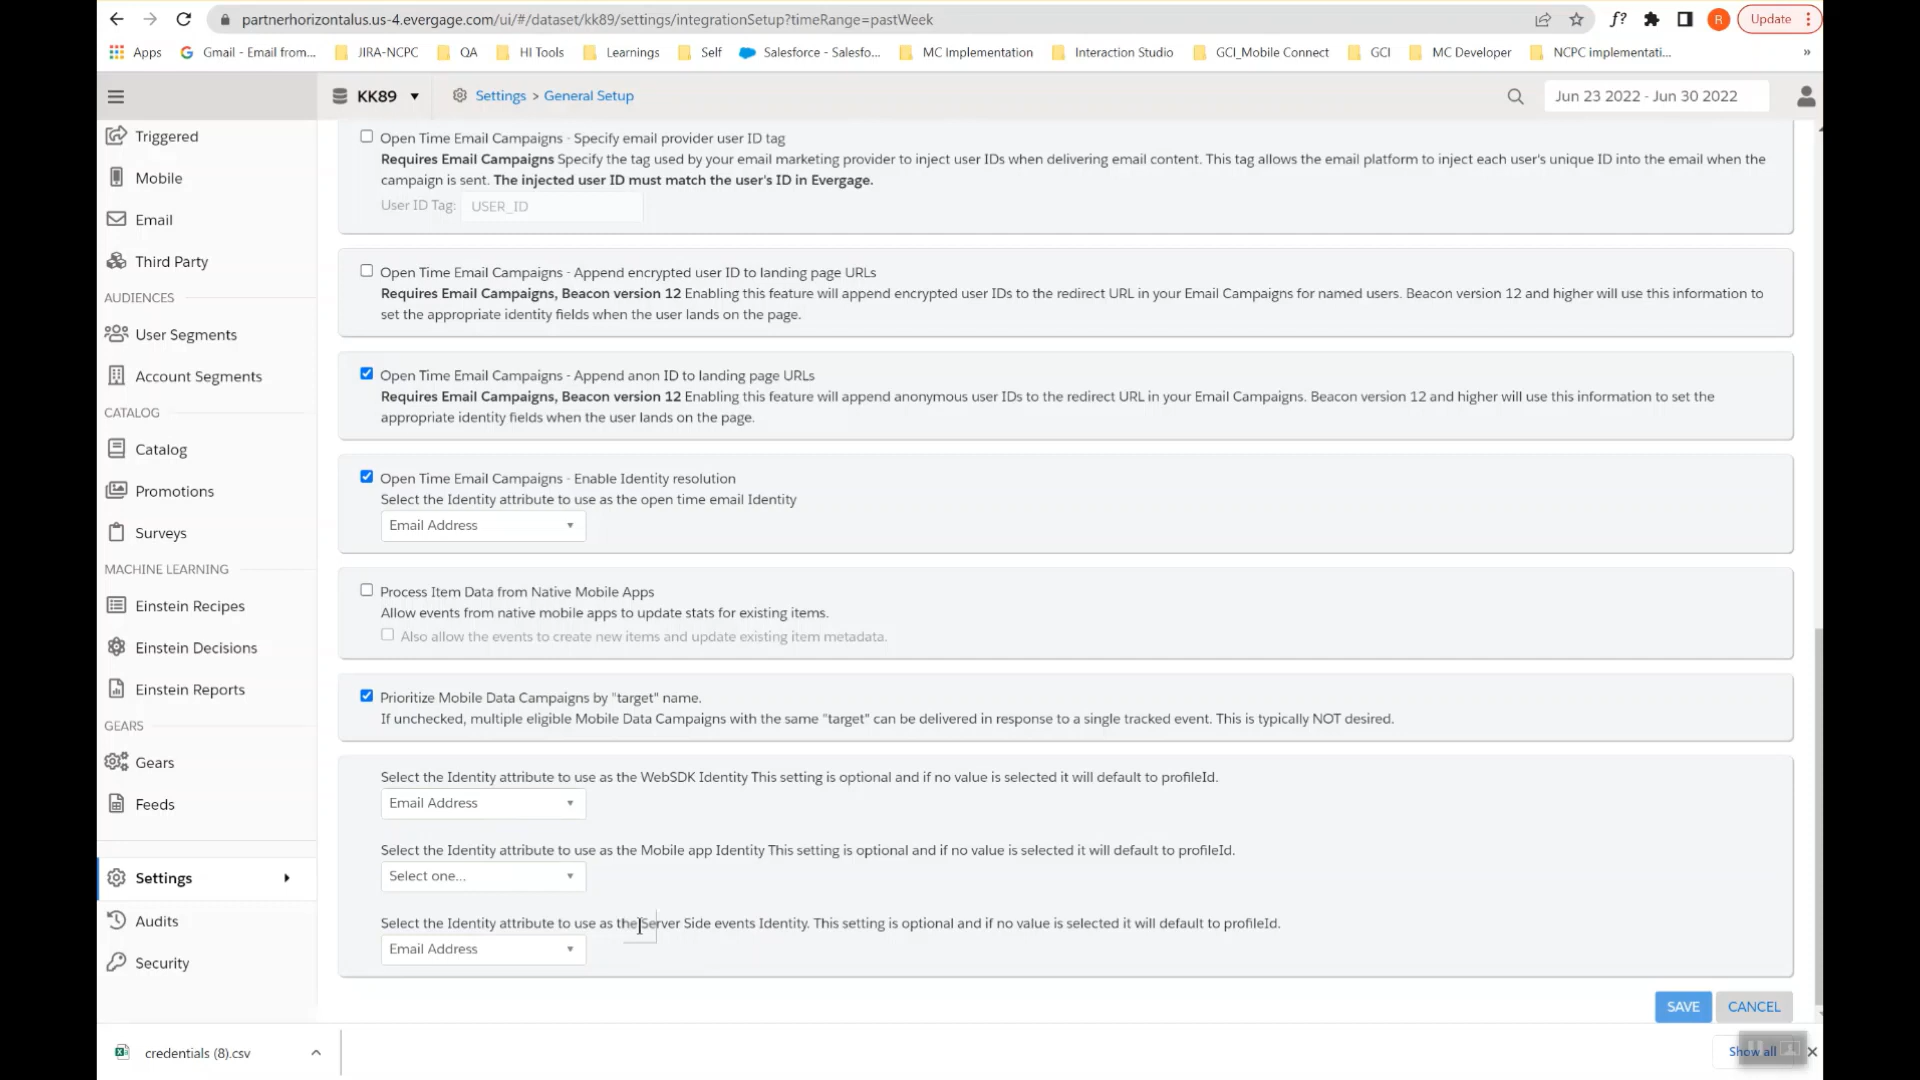 partnerhorizontalus.us-4.evergage.com/ui/#/dataset/kk89/settings/integrationSetup?timeRange=pastWeek
f?
R
Update
Apps
Gmail - Email from...
JIRA-NCPC
QA
HI Tools
Learnings
Self
Salesforce - Salesfo...
MC Implementation
Interaction Studio
GCI_Mobile Connect
GCI
MC Developer
NCPC implementati...
»
KK89
Settings > General Setup
Jun 23 2022 - Jun 30 2022
Triggered
Mobile
Email
Third Party
AUDIENCES
User Segments
Account Segments
CATALOG
Catalog
Promotions
Surveys
MACHINE LEARNING
Einstein Recipes
Einstein Decisions
Einstein Reports
GEARS
Gears
Feeds
Settings
Audits
Security
Open Time Email Campaigns - Specify email provider user ID tag
Requires Email Campaigns Specify the tag used by your email marketing provider to inject user IDs when delivering email content. This tag allows the email platform to inject each user's unique ID into the email when the
campaign is sent. The injected user ID must match the user's ID in Evergage.
User ID Tag: USER_ID
Open Time Email Campaigns - Append encrypted user ID to landing page URLs
Requires Email Campaigns, Beacon version 12 Enabling this feature will append encrypted user IDs to the redirect URL in your Email Campaigns for named users. Beacon version 12 and higher will use this information to
set the appropriate identity fields when the user lands on the page.
Open Time Email Campaigns - Append anon ID to landing page URLs
Requires Email Campaigns, Beacon version 12 Enabling this feature will append anonymous user IDs to the redirect URL in your Email Campaigns. Beacon version 12 and higher will use this information to set the
appropriate identity fields when the user lands on the page.
Open Time Email Campaigns - Enable Identity resolution
Select the Identity attribute to use as the open time email Identity
Email Address
Process Item Data from Native Mobile Apps
Allow events from native mobile apps to update stats for existing items.
Also allow the events to create new items and update existing item metadata.
Prioritize Mobile Data Campaigns by "target" name.
If unchecked, multiple eligible Mobile Data Campaigns with the same "target" can be delivered in response to a single tracked event. This is typically NOT desired.
Select the Identity attribute to use as the WebSDK Identity This setting is optional and if no value is selected it will default to profileId.
Email Address
Select the Identity attribute to use as the Mobile app Identity This setting is optional and if no value is selected it will default to profileId.
Select one...
Select the Identity attribute to use as the Server Side events Identity. This setting is optional and if no value is selected it will default to profileId.
Email Address
SAVE
CANCEL
credentials (8).csv
Show all